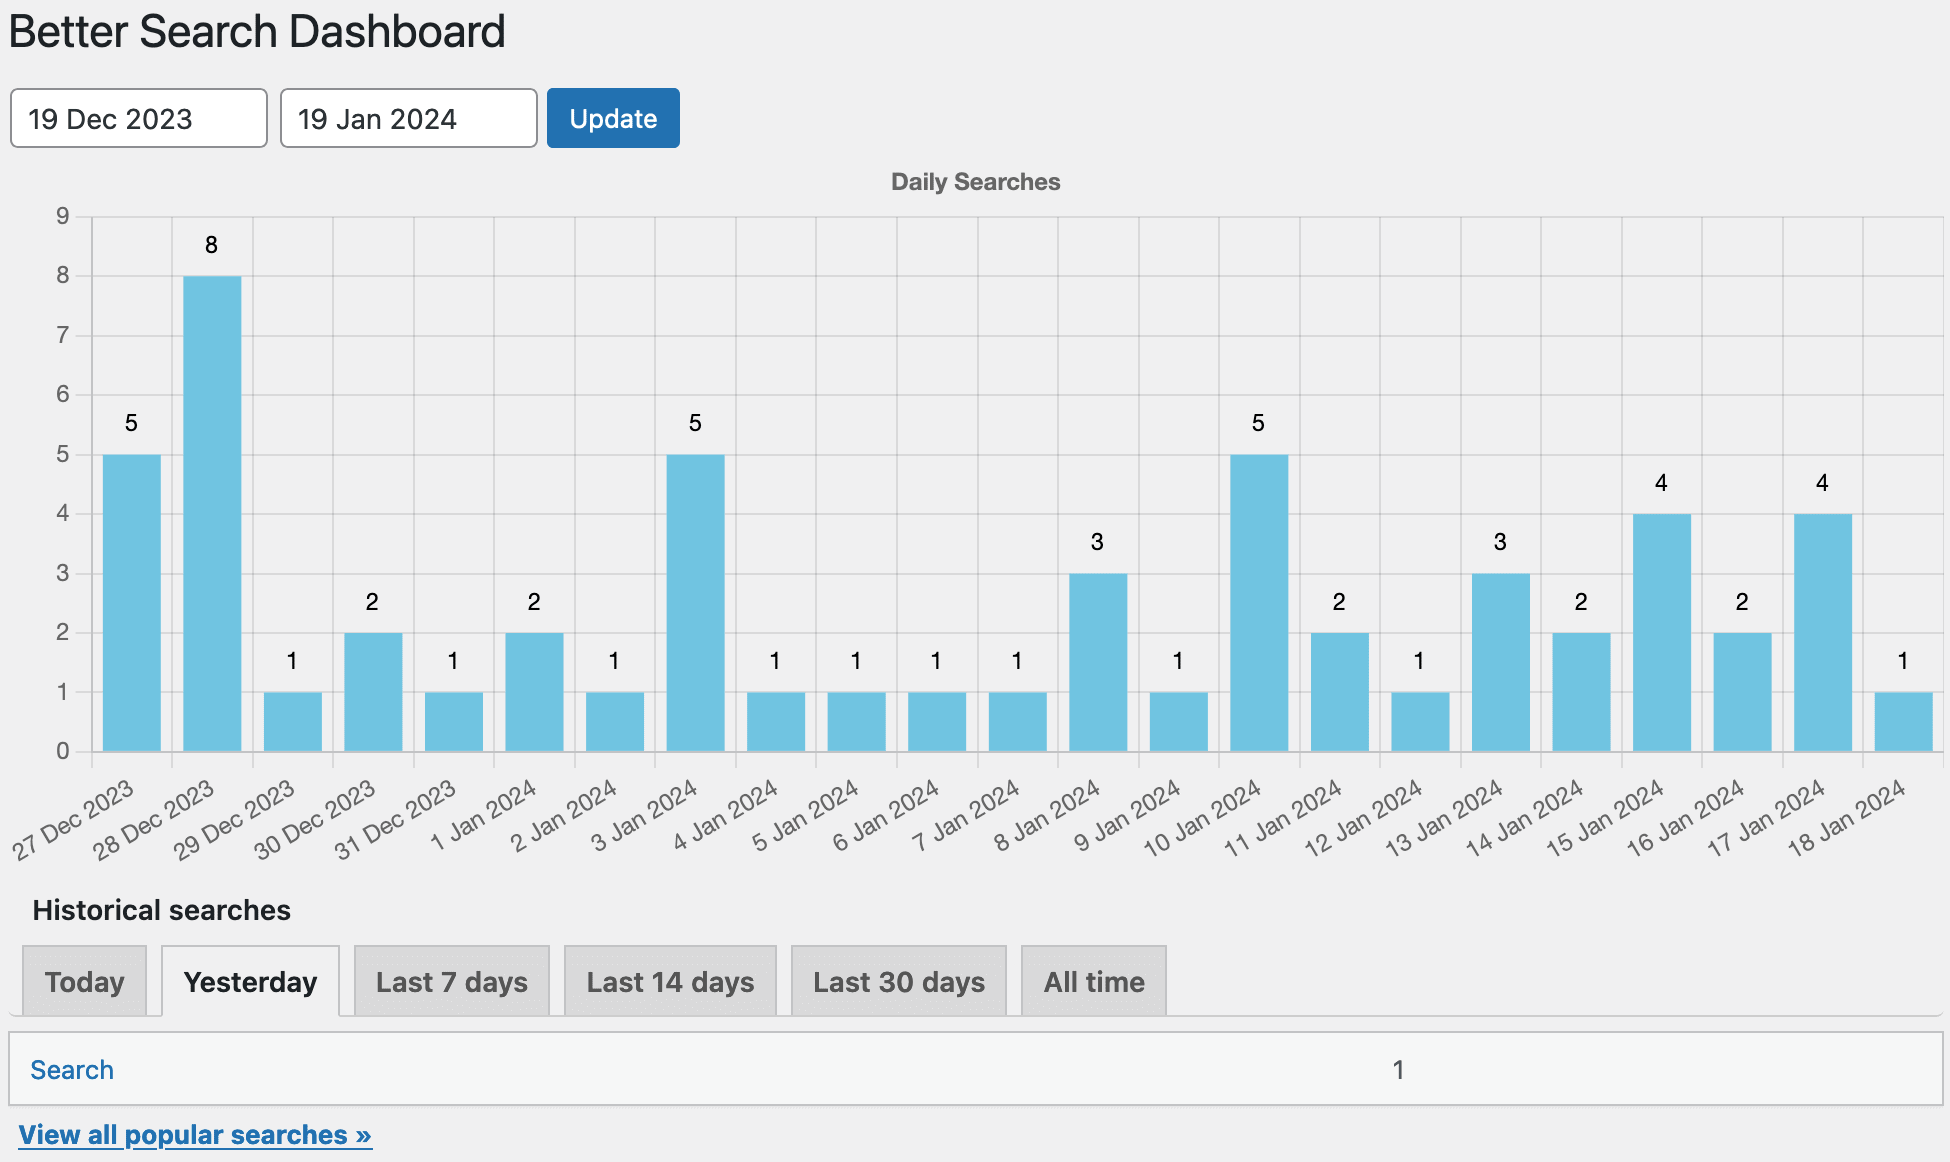 Better Search Dashboard
19 Dec 2023 19 Jan 2024 Update
Daily Searches
9
8
7
6
5
4
3
2
1
0
5 8 1 2 1 2 1 5 1 1 1 1 3 1 5 2 1 3 2 4 2 4 1
27 Dec 2023 28 Dec 2023 29 Dec 2023 30 Dec 2023 31 Dec 2023 1 Jan 2024 2 Jan 2024 3 Jan 2024 4 Jan 2024 5 Jan 2024 6 Jan 2024 7 Jan 2024 8 Jan 2024 9 Jan 2024 10 Jan 2024 11 Jan 2024 12 Jan 2024 13 Jan 2024 14 Jan 2024 15 Jan 2024 16 Jan 2024 17 Jan 2024 18 Jan 2024
Historical searches
Today Yesterday Last 7 days Last 14 days Last 30 days All time
Search 1
View all popular searches »